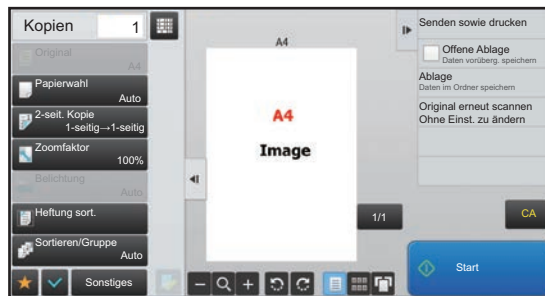 Kopien 1
Original
A4
Papierwahl
Auto
2-seit. Kopie
1-seitig→1-seitig
Zoomfaktor
100%
Belichtung
Auto
Heftung sort.
Sortieren/Gruppe
Auto
Sonstiges
A4
A4
Image
1/1
Senden sowie drucken
Offene Ablage
Daten vorüberg. speichern
Ablage
Daten im Ordner speichern
Original erneut scannen
Ohne Einst. zu ändern
CA
Start